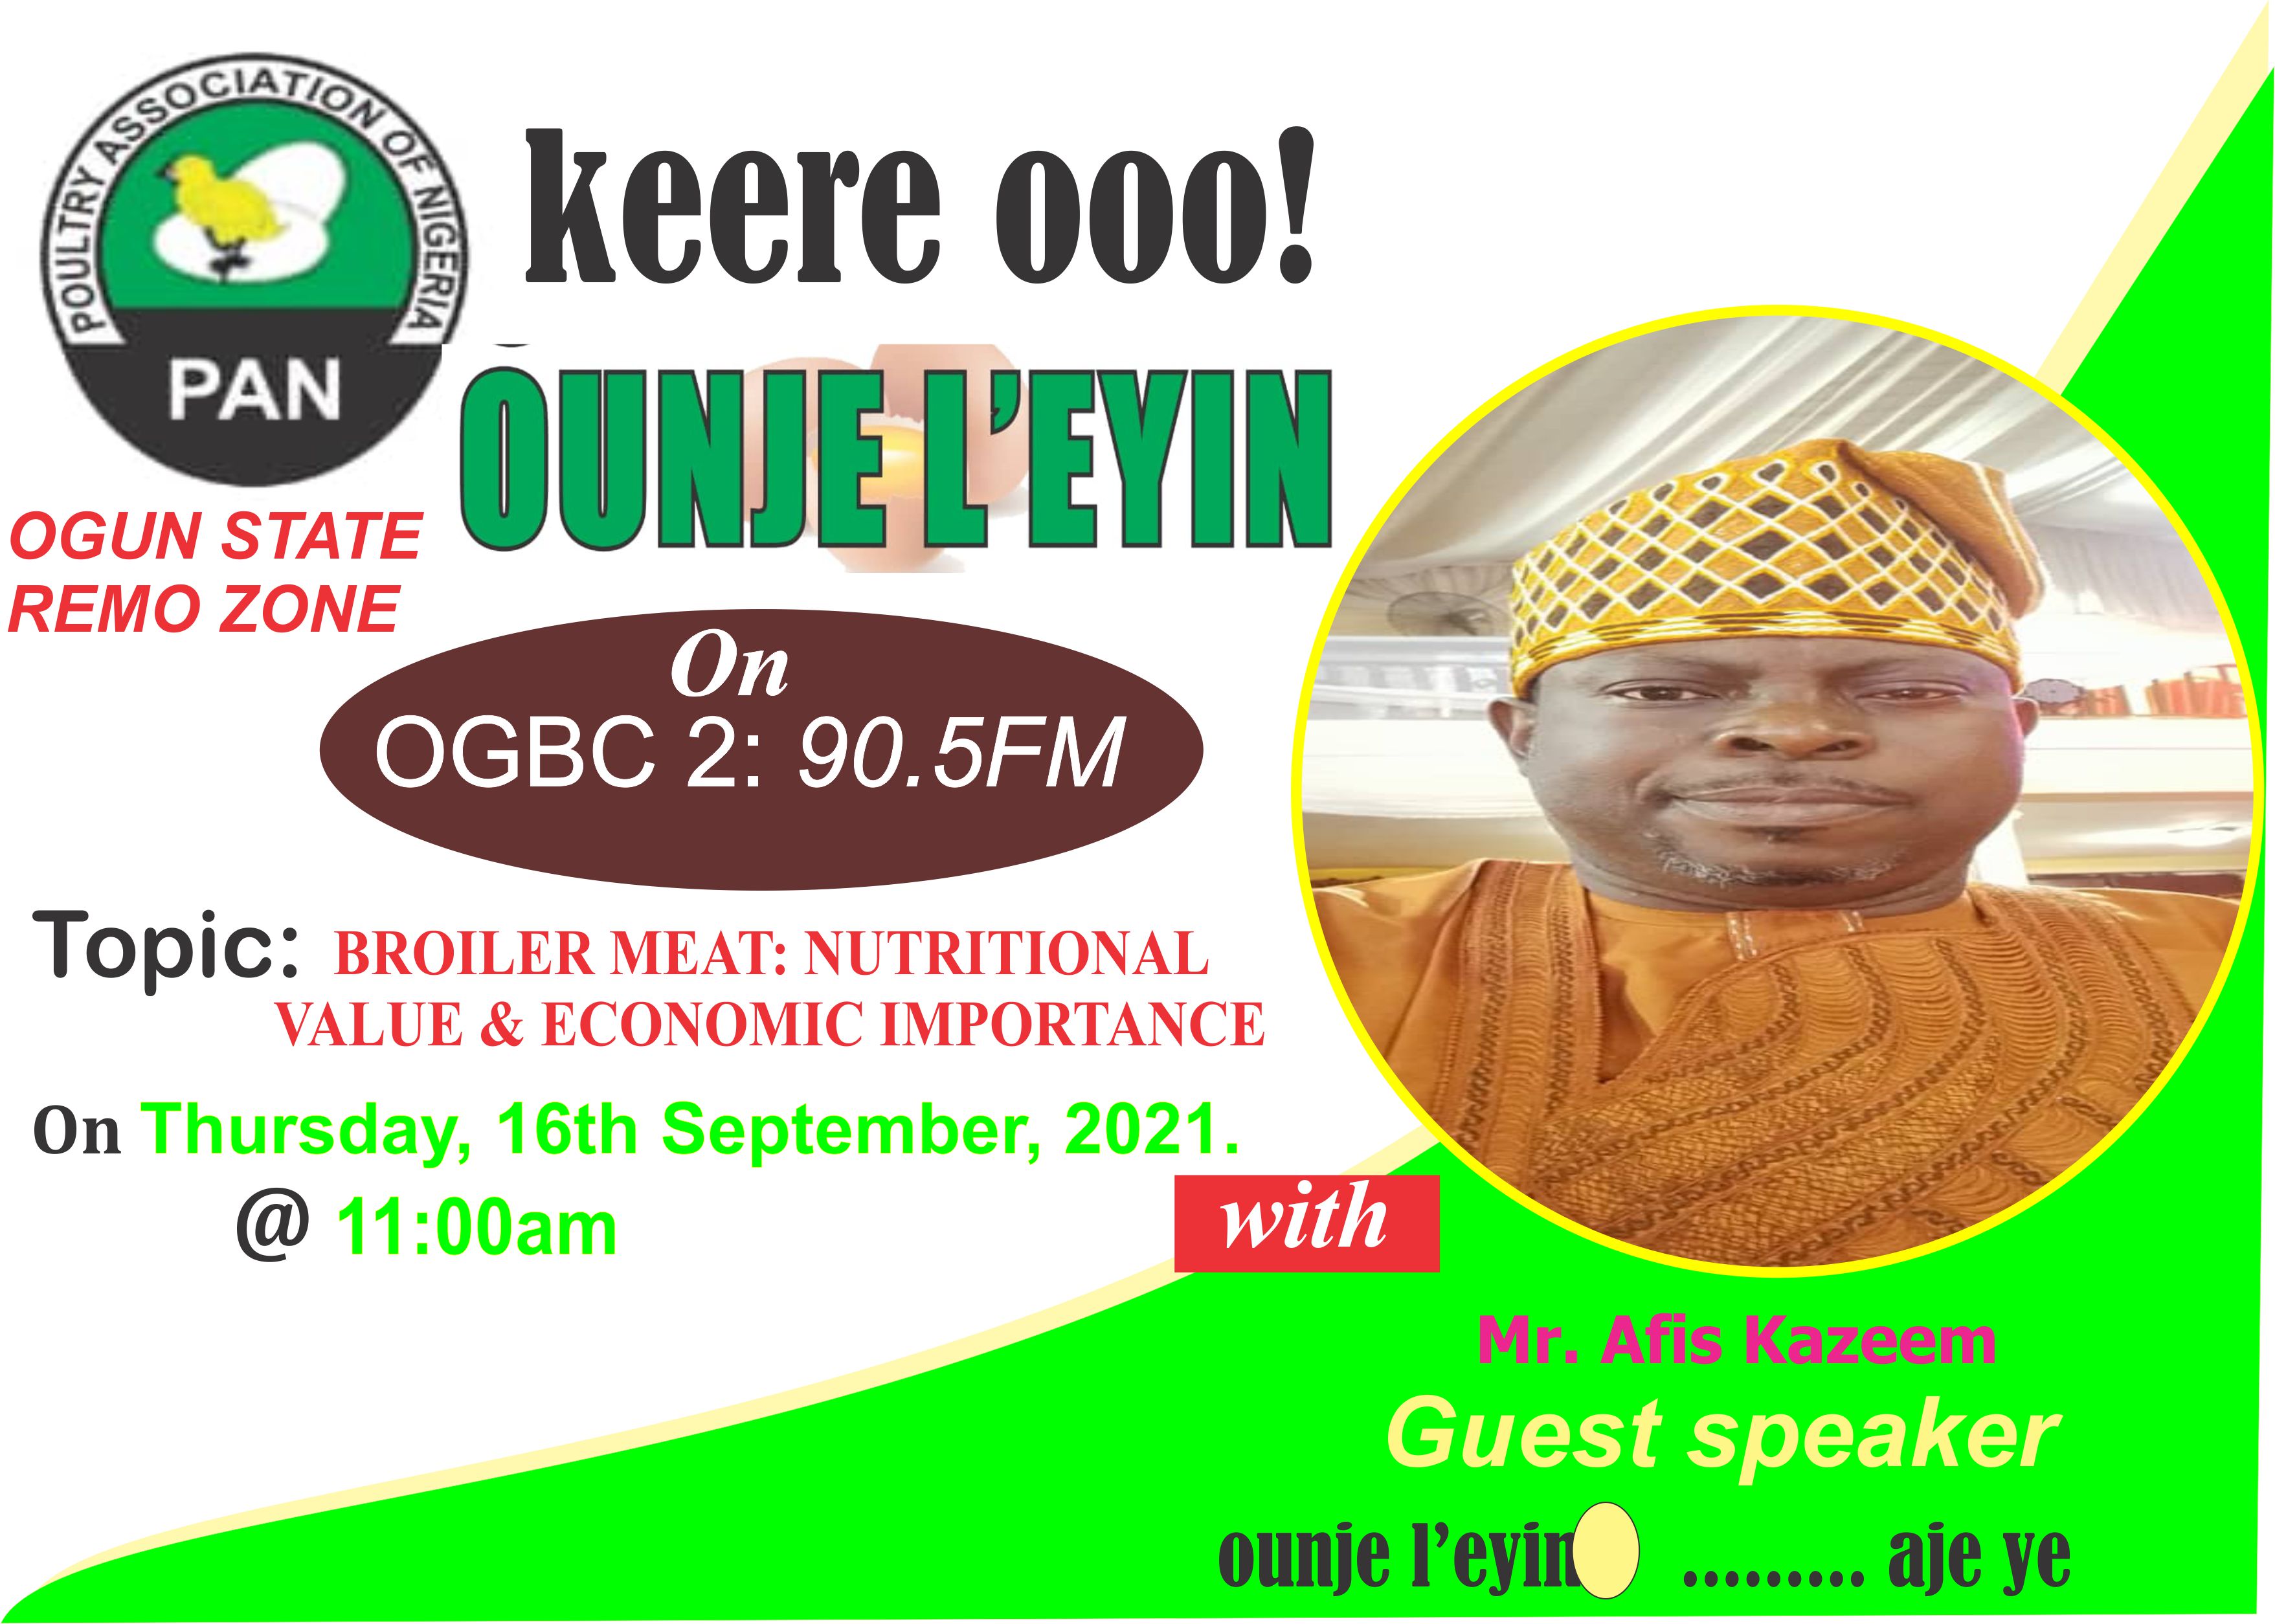 POULTRY ASSOCIATION OF NIGERIA
PAN
OGUN STATE
REMO ZONE
keere ooo!
OUNJE L’EYIN
On
OGBC 2: 90.5FM
Topic: BROILER MEAT: NUTRITIONAL
VALUE & ECONOMIC IMPORTANCE
On Thursday, 16th September, 2021.
@ 11:00am
with
Mr. Afis Kazeem
Guest speaker
ounje l’eyin ......... aje ye